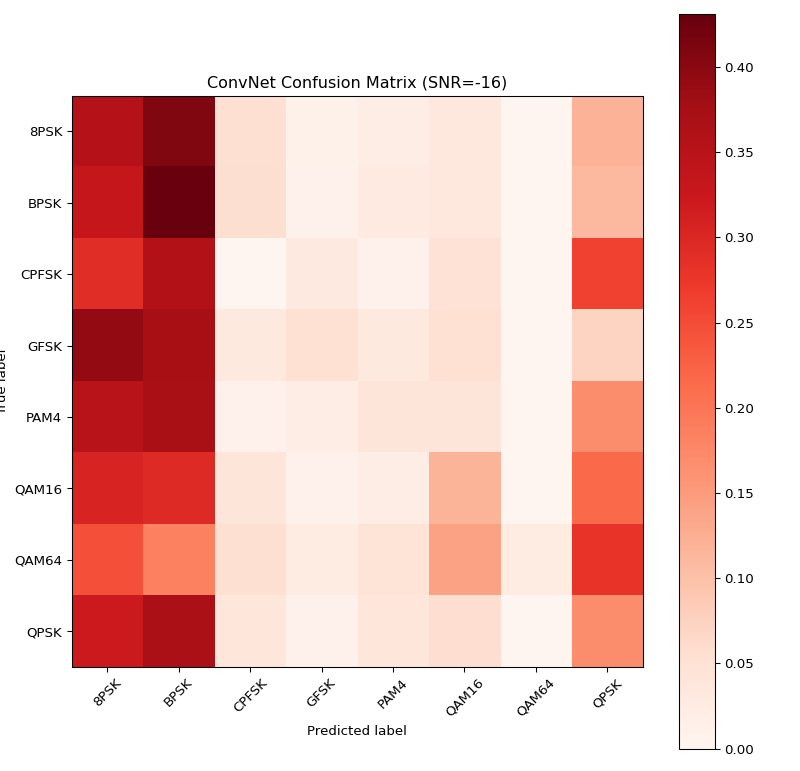 ConvNet Confusion Matrix (SNR=-16)
8PSK
BPSK
CPFSK
GFSK
PAM4
QAM16
QAM64
QPSK
8PSK
BPSK
CPFSK
GFSK
PAM4
QAM16
QAM64
QPSK
Predicted label
0.40
0.35
0.30
0.25
0.20
0.15
0.10
0.05
0.00